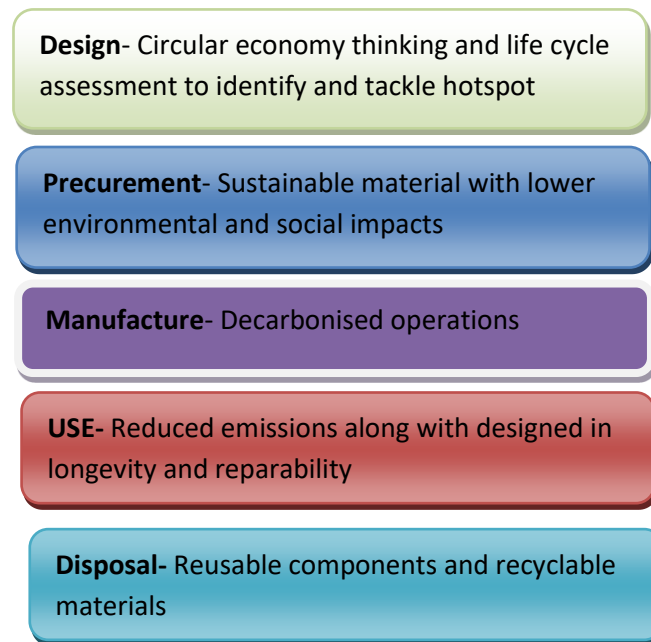 Design- Circular economy thinking and life cycle
assessment to identify and tackle hotspot
Precurement- Sustainable material with lower
environmental and social impacts
Manufacture- Decarbonised operations
USE- Reduced emissions along with designed in
longevity and reparability
Disposal- Reusable components and recyclable
materials